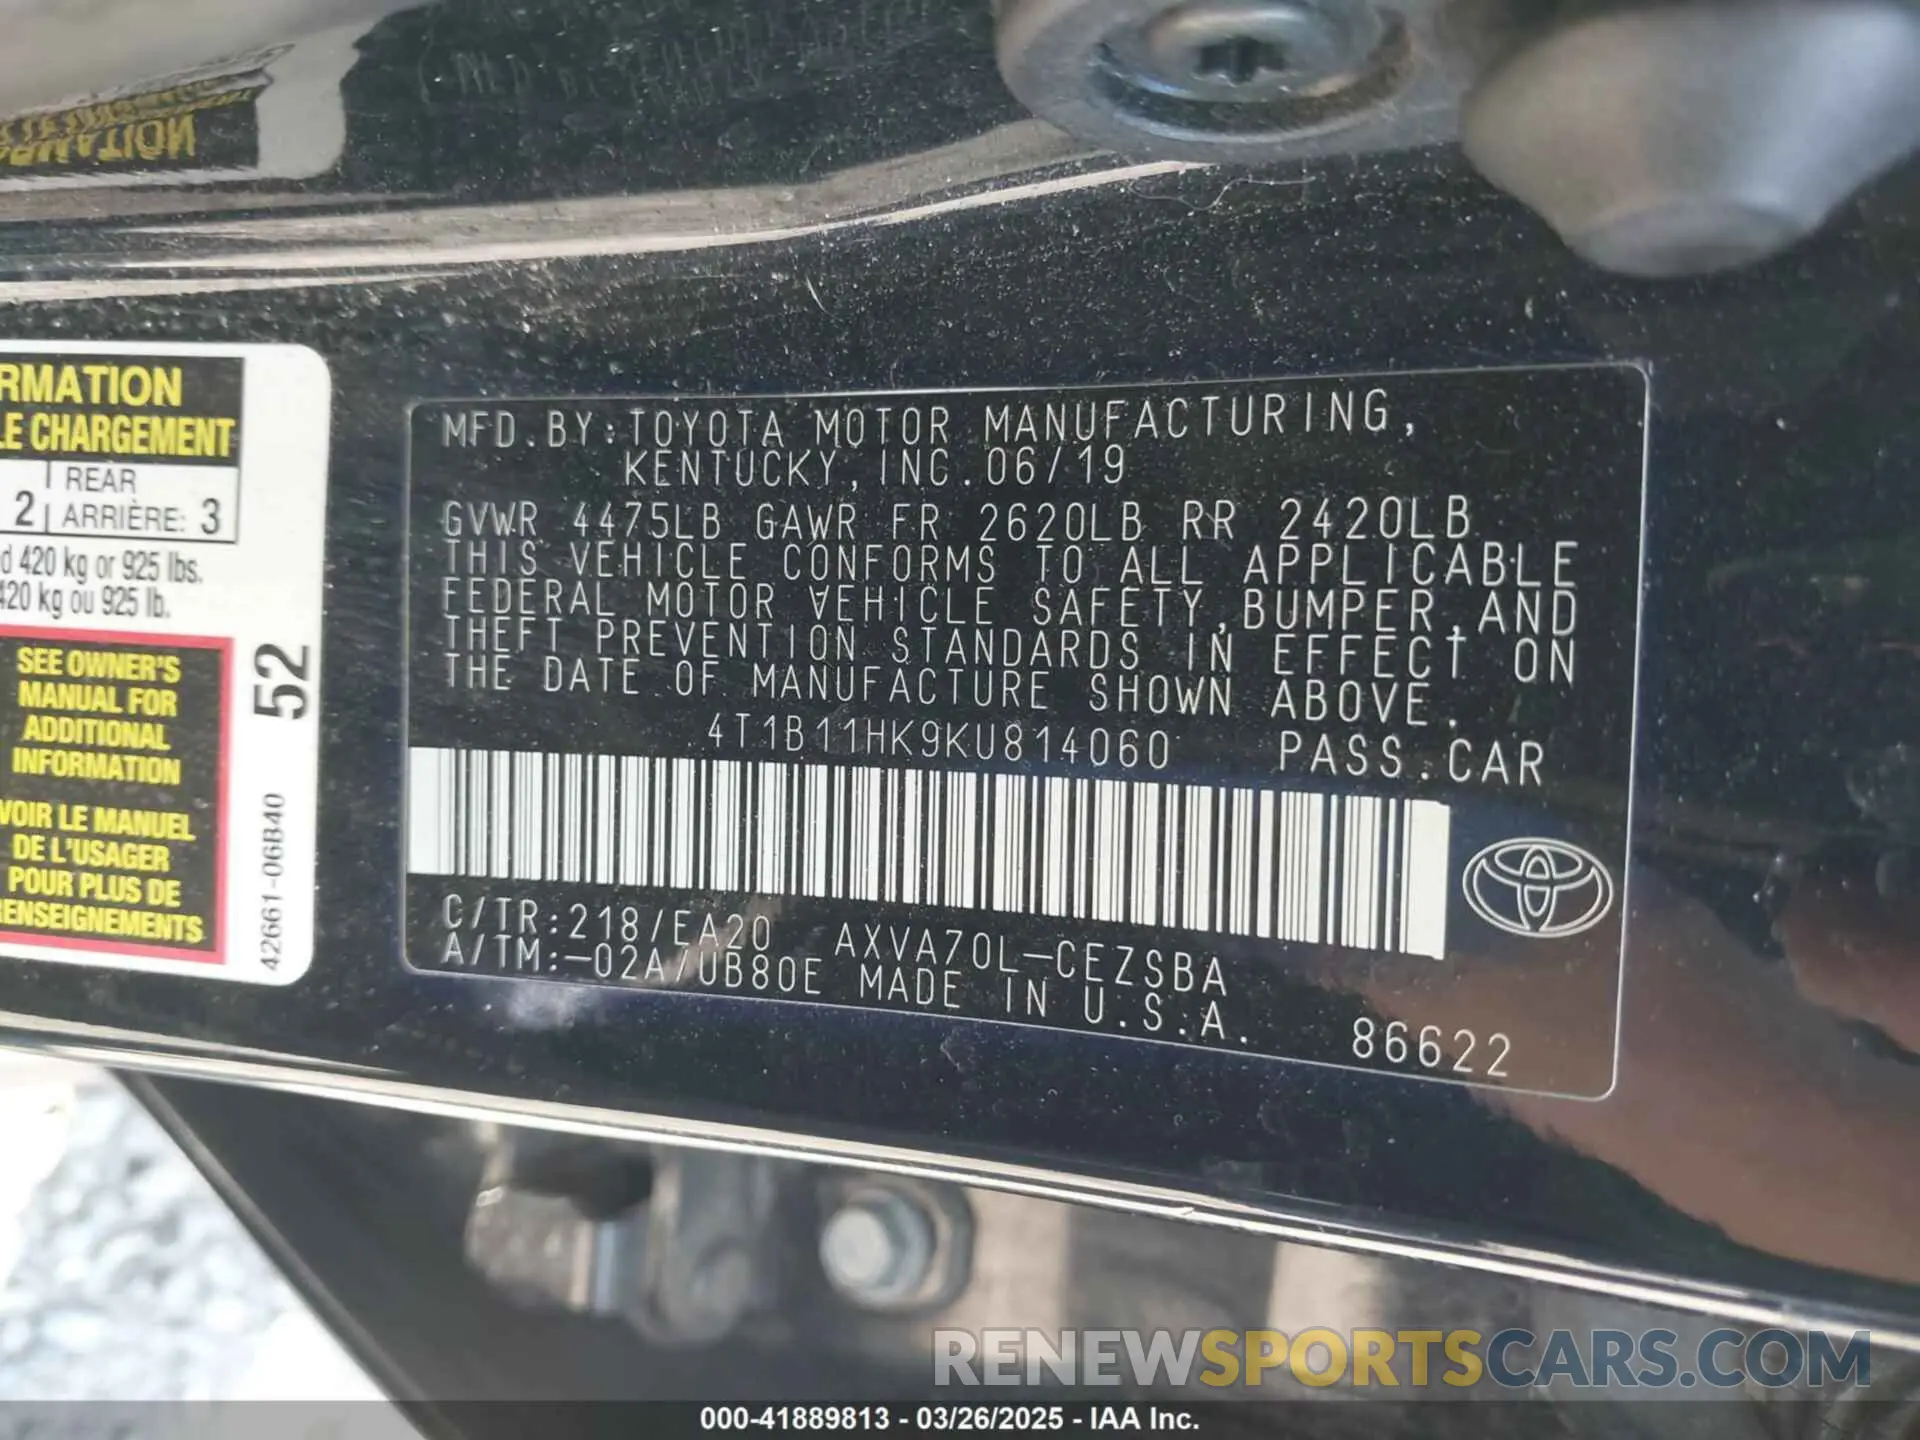 RMATION
LE CHARGEMENT
2 REAR
ARRIÈRE: 3
d 420 kg or 925 lbs.
420 kg ou 925 lb.
SEE OWNER'S
MANUAL FOR
ADDITIONAL
INFORMATION
VOIR LE MANUEL
DE L'USAGER
POUR PLUS DE
RENSEIGNEMENTS
52
42661-06B40
MFD.BY:TOYOTA MOTOR MANUFACTURING,
KENTUCKY,INC.06/19
GVWR 4475LB GAWR FR 2620LB RR 2420LB
THIS VEHICLE CONFORMS TO ALL APPLICABLE
FEDERAL MOTOR VEHICLE SAFETY,BUMPER,AND
THEFT PREVENTION STANDARDS IN EFFECT ON
THE DATE OF MANUFACTURE SHOWN ABOVE.
4T1B11HK9KU814060 PASS.CAR
C/TR:218/EA20 AXVA70L-CEZSBA
A/TM:-02A/UB80E MADE IN U.S.A.
86622
RENEWSPORTSCARS.COM
000-41889813 - 03/26/2025 - IAA Inc.